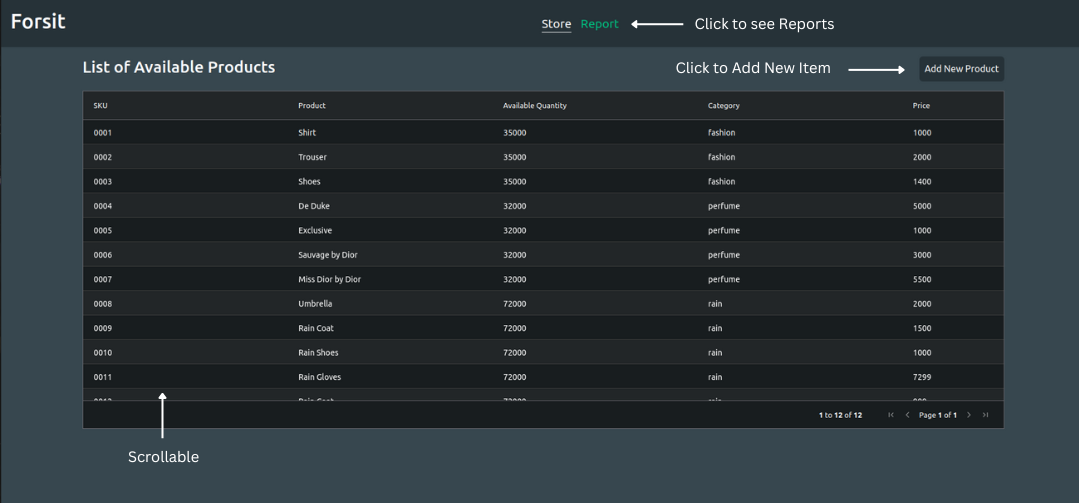 Forsit
Store Report Click to see Reports
List of Available Products
Click to Add New Item
Add New Product
SKU Product Available Quantity Category Price
0001 Shirt 35000 fashion 1000
0002 Trouser 35000 fashion 2000
0003 Shoes 35000 fashion 1400
0004 De Duke 32000 perfume 5000
0005 Exclusive 32000 perfume 1000
0006 Sauvage by Dior 32000 perfume 3000
0007 Miss Dior by Dior 32000 perfume 5500
0008 Umbrella 72000 rain 2000
0009 Rain Coat 72000 rain 1500
0010 Rain Shoes 72000 rain 1000
0011 Rain Gloves 72000 rain 7299
1 to 12 of 12 Page 1 of 1
Scrollable